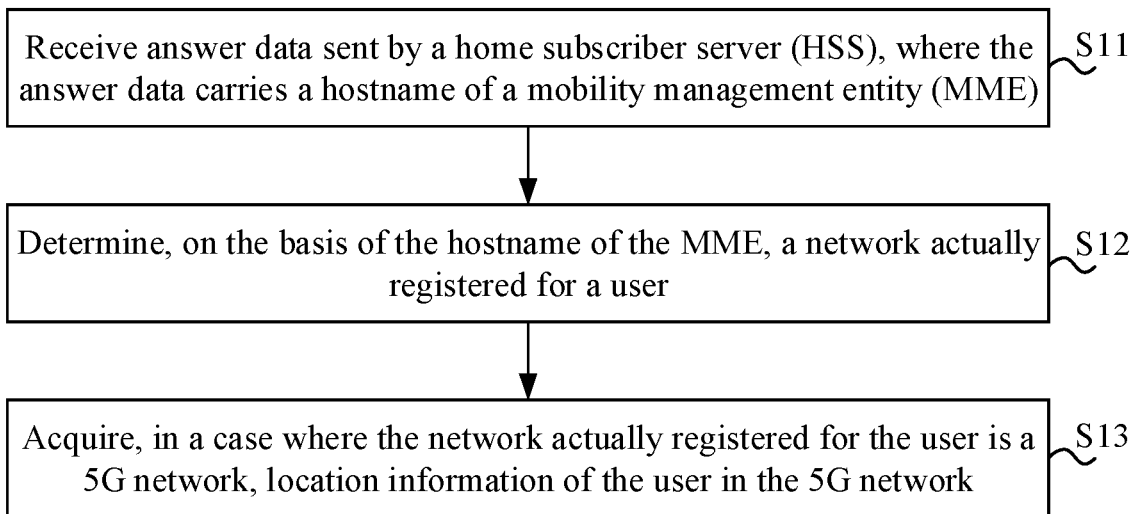 Receive answer data sent by a home subscriber server (HSS), where the
answer data carries a hostname of a mobility management entity (MME)
S11
Determine, on the basis of the hostname of the MME, a network actually
registered for a user
S12
Acquire, in a case where the network actually registered for the user is a
5G network, location information of the user in the 5G network
S13